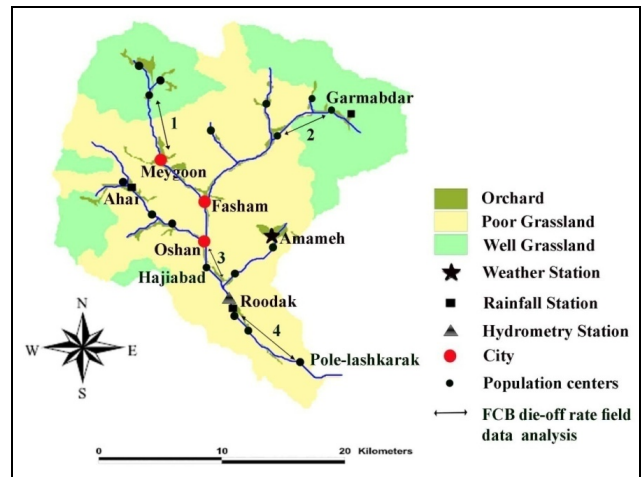 Garmabdar
1
2
Meygoon
Ahar
Fasham
Oshan
Amameh
3
Hajiabad
Roodak
4
Pole-lashkarak
N
W E
S
0 10 20 Kilometers
Orchard
Poor Grassland
Well Grassland
Weather Station
Rainfall Station
Hydrometry Station
City
Population centers
FCB die-off rate field
data analysis